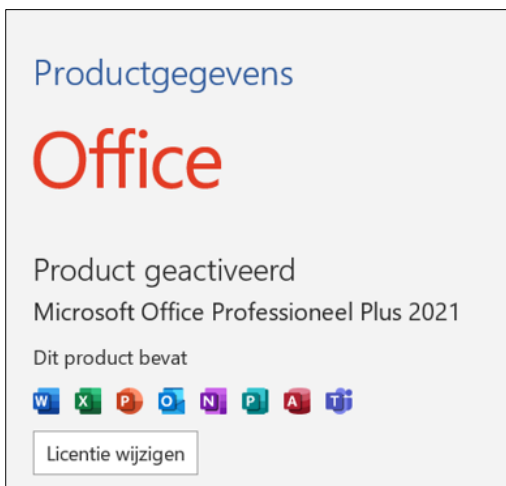 Productgegevens
Office
Product geactiveerd
Microsoft Office Professioneel Plus 2021
Dit product bevat
W X P O N P A T
Licentie wijzigen